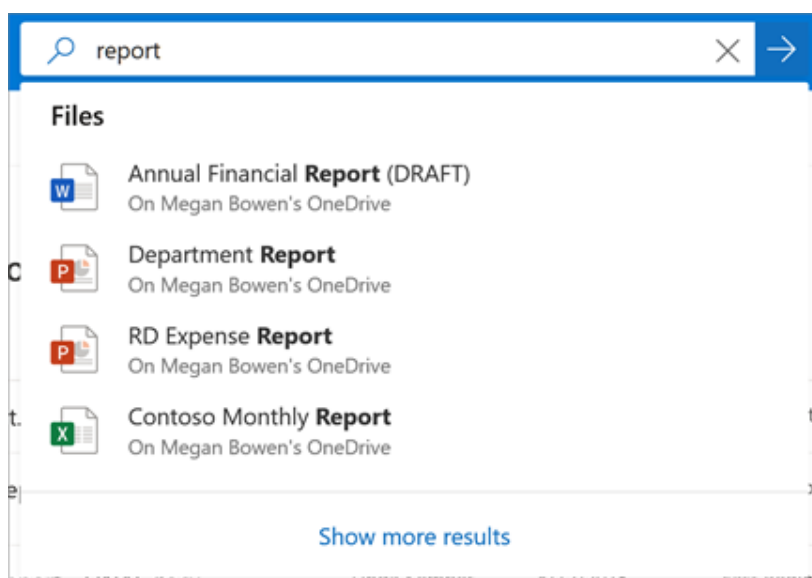 report
Files
Annual Financial Report (DRAFT)
On Megan Bowen's OneDrive
Department Report
On Megan Bowen's OneDrive
RD Expense Report
On Megan Bowen's OneDrive
Contoso Monthly Report
On Megan Bowen's OneDrive
Show more results